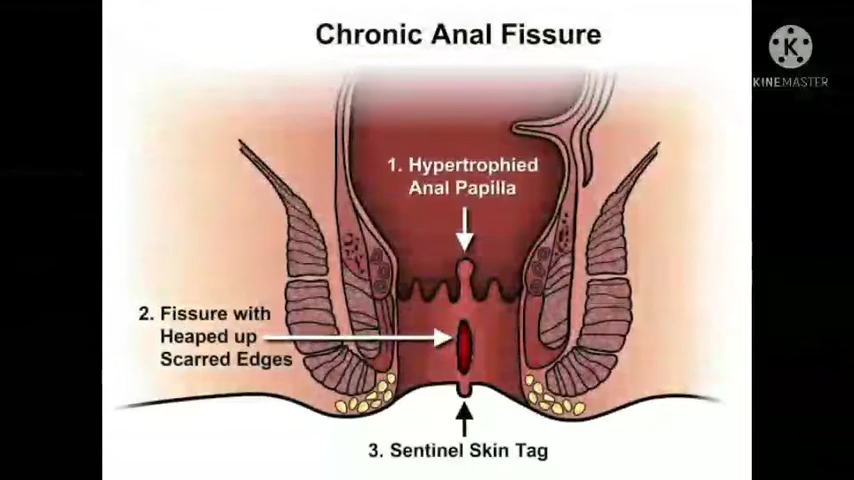 Chronic Anal Fissure
K
KINEMASTER
1. Hypertrophied
Anal Papilla
2. Fissure with
Heaped up
Scarred Edges
3. Sentinel Skin Tag